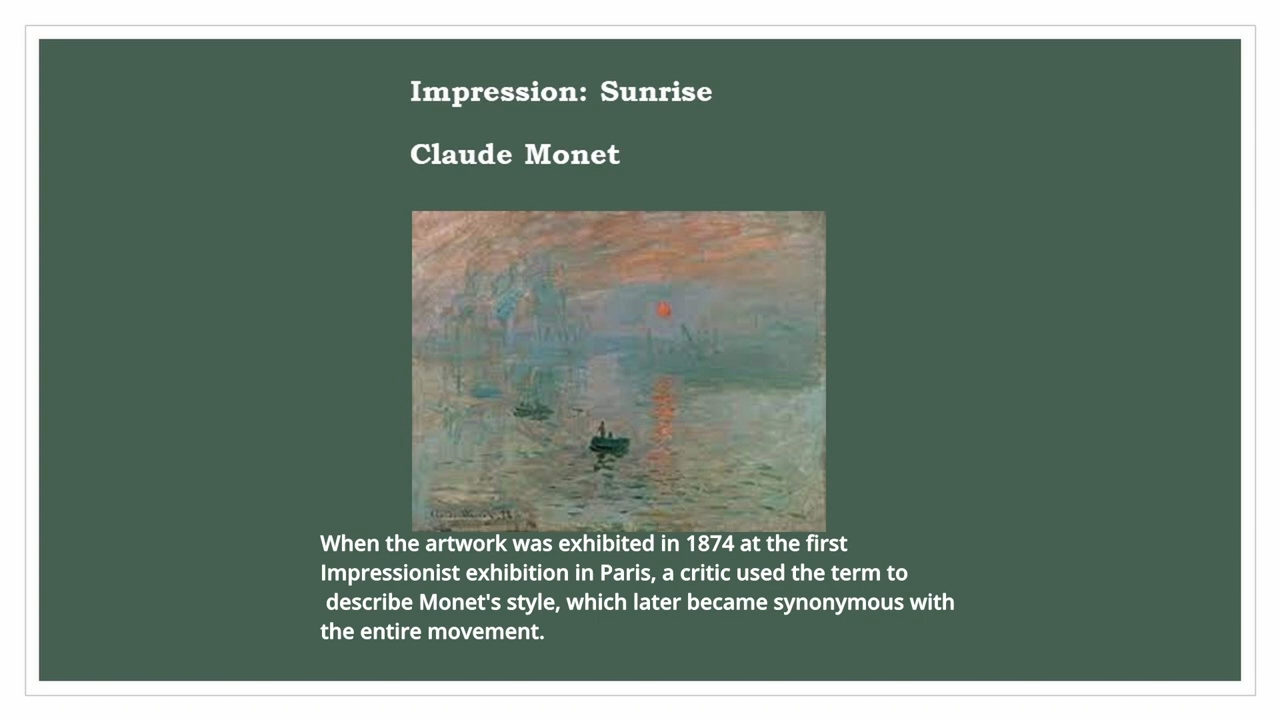 Impression: Sunrise
Claude Monet
When the artwork was exhibited in 1874 at the first
Impressionist exhibition in Paris, a critic used the term to
describe Monet's style, which later became synonymous with
the entire movement.